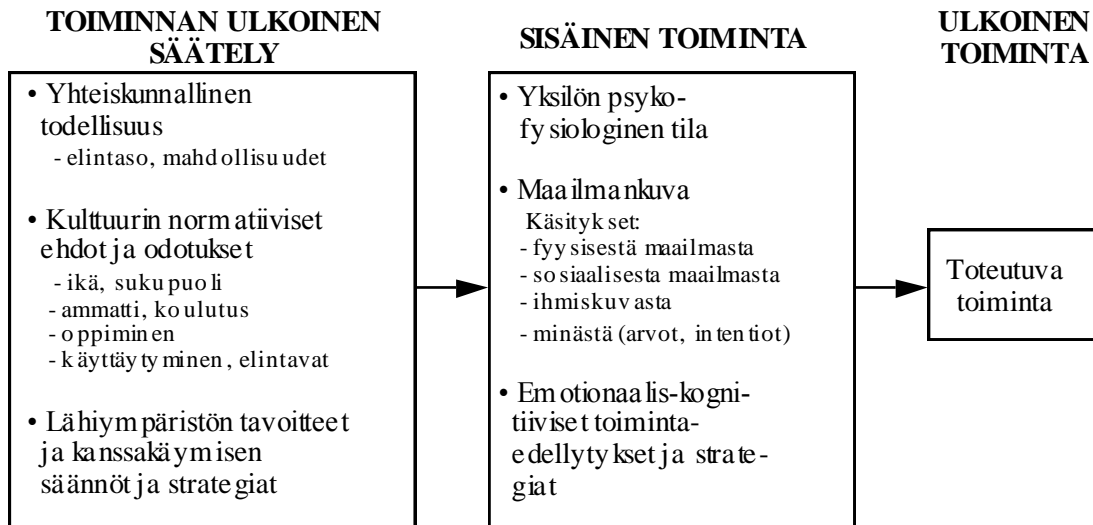 TOIMINNAN ULKOINEN
SÄÄTELY
• Yhteiskunnallinen
todellisuus
- elintaso, mahdollisuudet
• Kulttuurin normatiiviset
ehdot ja odotukset
- ikä, sukupuoli
- ammatti, koulutus
- oppiminen
- käyttäytyminen, elintavat
• Lähiympäristön tavoitteet
ja kanssakäymisen
säännöt ja strategiat
SISÄINEN TOIMINTA
• Yksilön psyko-
fysiologinen tila
• Maailmankuva
Käsitykset:
- fyysisestä maailmasta
- sosiaalisesta maailmasta
- ihmiskuvasta
- minästä (arvot, intentiot)
• Emotionaalis-kogni-
tiiviset toiminta-
edellytykset ja strate-
giat
ULKOINEN
TOIMINTA
Toteutuva
toiminta